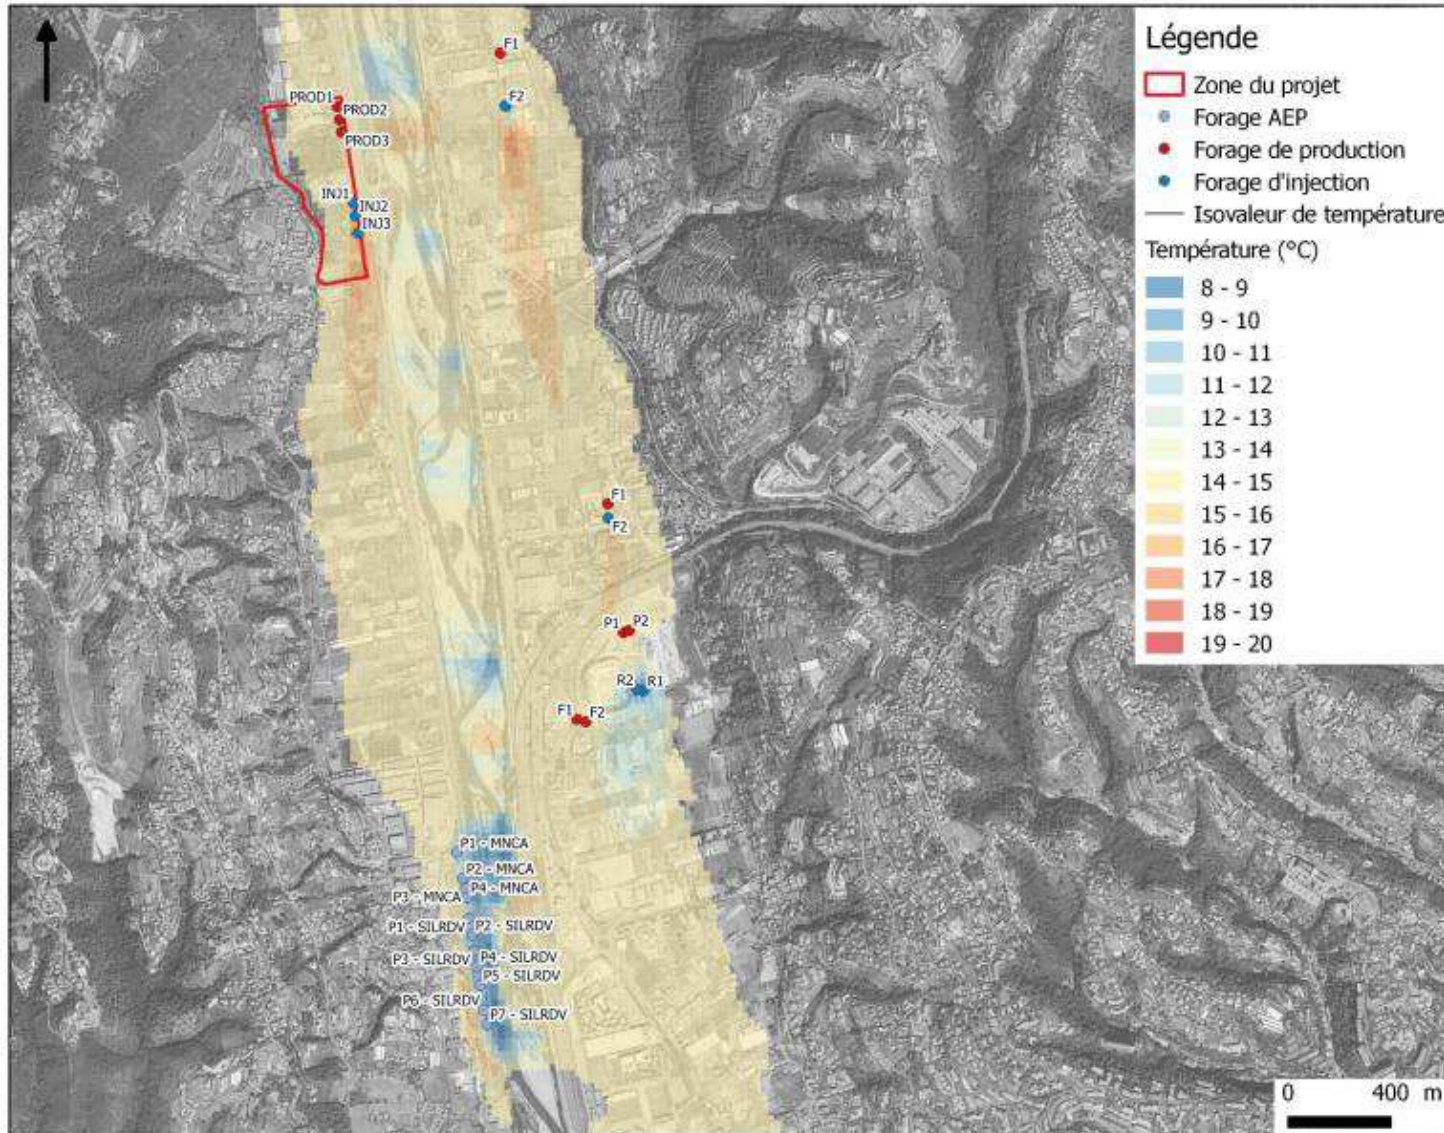 Légende
Zone du projet
Forage AEP
Forage de production
Forage d'injection
Isovaleur de température
Température (°C)
8 - 9
9 - 10
10 - 11
11 - 12
12 - 13
13 - 14
14 - 15
15 - 16
16 - 17
17 - 18
18 - 19
19 - 20
F1
F2
PROD1
PROD2
PROD3
INJ1
INJ2
INJ3
F1
F2
P1
P2
R2
R1
F1
F2
P1 - MNCA
P2 - MNCA
P4 - MNCA
P3 - MNCA
P1 - SILRDV
P2 - SILRDV
P3 - SILRDV
P4 - SILRDV
P5 - SILRDV
P6 - SILRDV
P7 - SILRDV
0 400 m